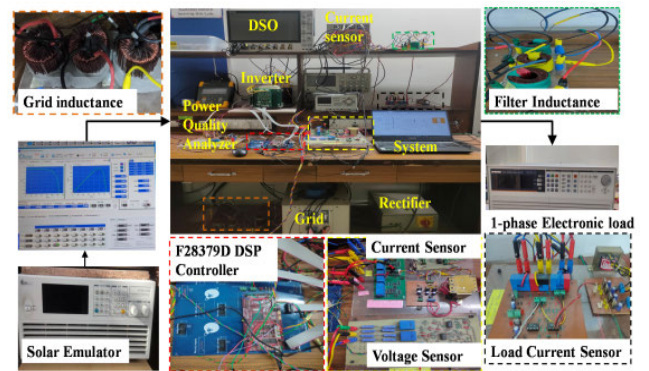 DSO
Current
sensor
Inverter
Grid inductance
Filter Inductance
Power
Quality
Analyzer
System
Grid
Rectifier
1-phase Electronic load
F28379D DSP
Controller
Current Sensor
Solar Emulator
Voltage Sensor
Load Current Sensor